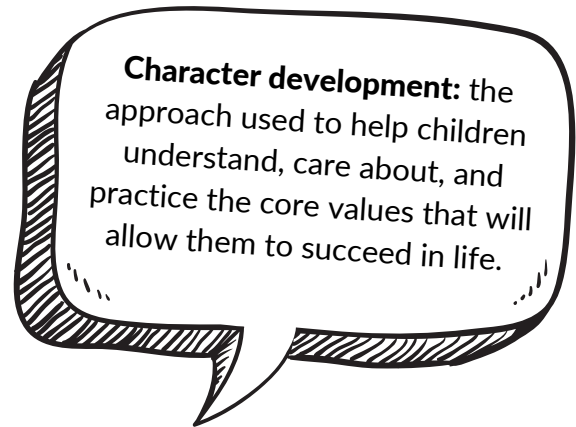 Character development: the
approach used to help children
understand, care about, and
practice the core values that will
allow them to succeed in life.